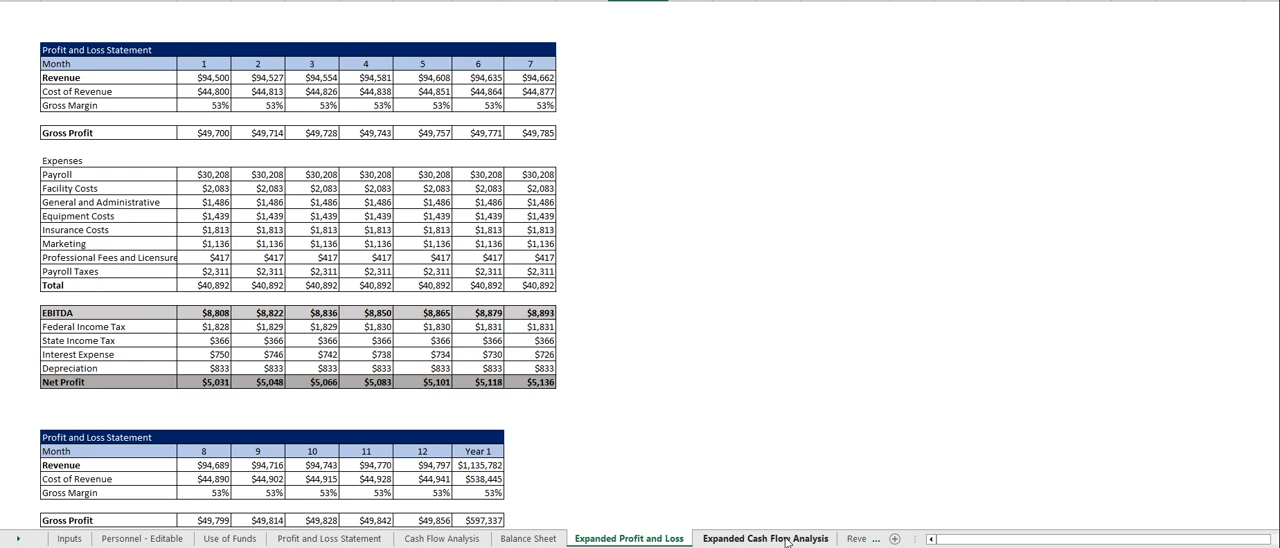 Profit and Loss Statement
Month 1 2 3 4 5 6 7
Revenue $94,500 $94,527 $94,554 $94,581 $94,608 $94,635 $94,662
Cost of Revenue $44,800 $44,813 $44,826 $44,838 $44,851 $44,864 $44,877
Gross Margin 53% 53% 53% 53% 53% 53% 53%
Gross Profit $49,700 $49,714 $49,728 $49,743 $49,757 $49,771 $49,785
Expenses
Payroll $30,208 $30,208 $30,208 $30,208 $30,208 $30,208 $30,208
Facility Costs $2,083 $2,083 $2,083 $2,083 $2,083 $2,083 $2,083
General and Administrative $1,486 $1,486 $1,486 $1,486 $1,486 $1,486 $1,486
Equipment Costs $1,439 $1,439 $1,439 $1,439 $1,439 $1,439 $1,439
Insurance Costs $1,813 $1,813 $1,813 $1,813 $1,813 $1,813 $1,813
Marketing $1,136 $1,136 $1,136 $1,136 $1,136 $1,136 $1,136
Professional Fees and Licensure $417 $417 $417 $417 $417 $417 $417
Payroll Taxes $2,311 $2,311 $2,311 $2,311 $2,311 $2,311 $2,311
Total $40,892 $40,892 $40,892 $40,892 $40,892 $40,892 $40,892
EBITDA $8,808 $8,822 $8,836 $8,850 $8,865 $8,879 $8,893
Federal Income Tax $1,828 $1,829 $1,829 $1,830 $1,830 $1,831 $1,831
State Income Tax $366 $366 $366 $366 $366 $366 $366
Interest Expense $750 $746 $742 $738 $734 $730 $726
Depreciation $833 $833 $833 $833 $833 $833 $833
Net Profit $5,031 $5,048 $5,066 $5,083 $5,101 $5,118 $5,136
Profit and Loss Statement
Month 8 9 10 11 12 Year 1
Revenue $94,689 $94,716 $94,743 $94,770 $94,797 $1,135,782
Cost of Revenue $44,890 $44,902 $44,915 $44,928 $44,941 $538,445
Gross Margin 53% 53% 53% 53% 53% 53%
Gross Profit $49,799 $49,814 $49,828 $49,842 $49,856 $597,337
Inputs Personnel - Editable Use of Funds Profit and Loss Statement Cash Flow Analysis Balance Sheet Expanded Profit and Loss Expanded Cash Flow Analysis Reve ...